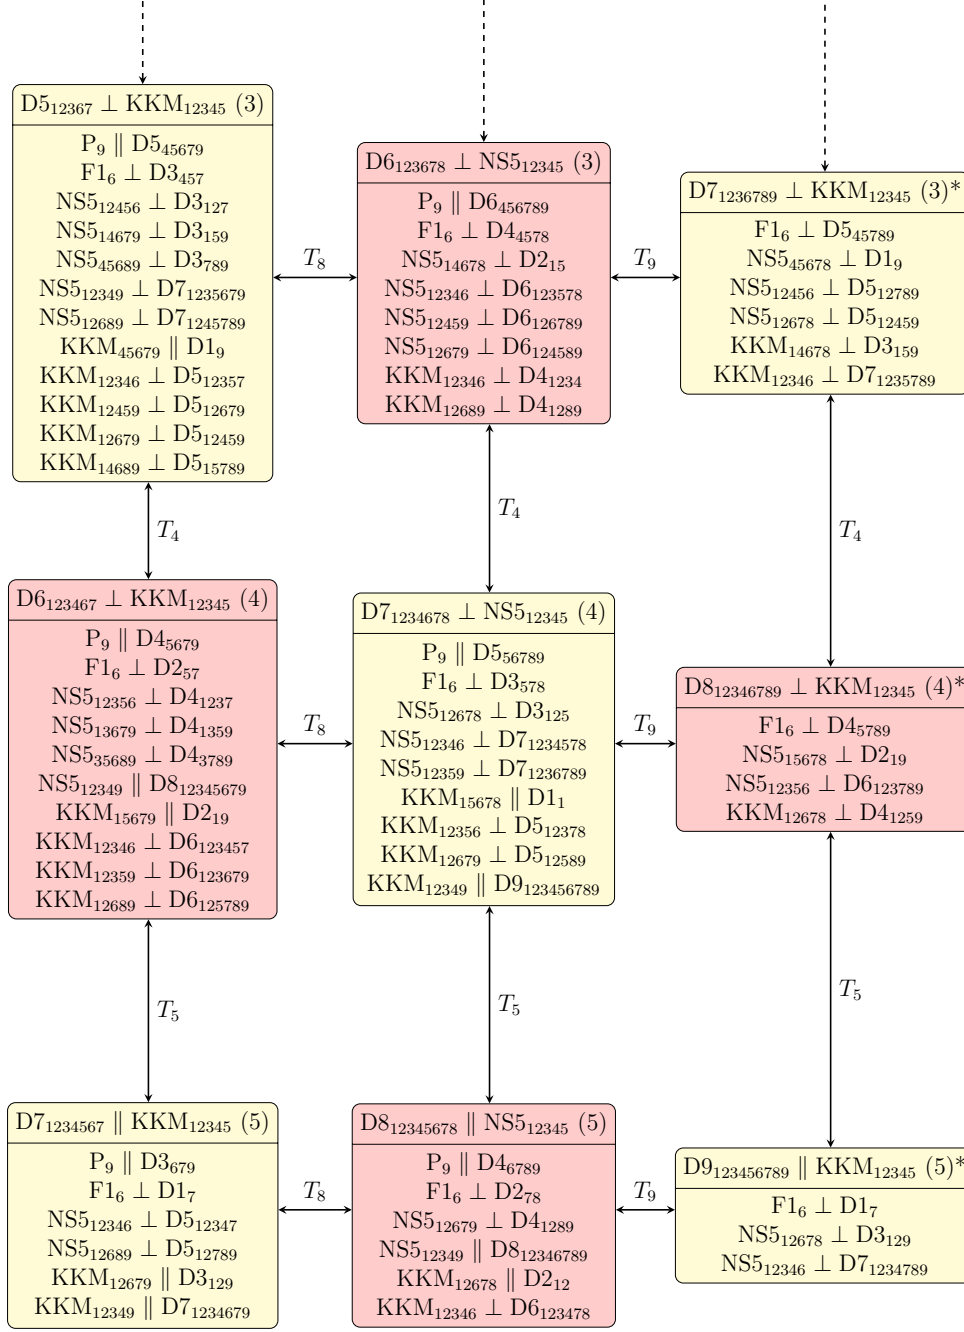 D5₁₂₃₆₇ ⊥ KKM₁₂₃₄₅ (3)
P₉ ∥ D5₄₅₆₇₉
F1₆ ⊥ D3₄₅₇
NS5₁₂₄₅₆ ⊥ D3₁₂₇
NS5₁₄₆₇₉ ⊥ D3₁₅₉
NS5₄₅₆₈₉ ⊥ D3₇₈₉
NS5₁₂₃₄₉ ⊥ D7₁₂₃₅₆₇₉
NS5₁₂₆₈₉ ⊥ D7₁₂₄₅₇₈₉
KKM₄₅₆₇₉ ∥ D1₉
KKM₁₂₃₄₆ ⊥ D5₁₂₃₅₇
KKM₁₂₄₅₉ ⊥ D5₁₂₆₇₉
KKM₁₂₆₇₉ ⊥ D5₁₂₄₅₉
KKM₁₄₆₈₉ ⊥ D5₁₅₇₈₉
T₈
D6₁₂₃₆₇₈ ⊥ NS5₁₂₃₄₅ (3)
P₉ ∥ D6₄₅₆₇₈₉
F1₆ ⊥ D4₄₅₇₈
NS5₁₄₆₇₈ ⊥ D2₁₅
NS5₁₂₃₄₆ ⊥ D6₁₂₃₅₇₈
NS5₁₂₄₅₉ ⊥ D6₁₂₆₇₈₉
NS5₁₂₆₇₉ ⊥ D6₁₂₄₅₈₉
KKM₁₂₃₄₆ ⊥ D4₁₂₃₄
KKM₁₂₆₈₉ ⊥ D4₁₂₈₉
T₉
D7₁₂₃₆₇₈₉ ⊥ KKM₁₂₃₄₅ (3)*
F1₆ ⊥ D5₄₅₇₈₉
NS5₄₅₆₇₈ ⊥ D1₉
NS5₁₂₄₅₆ ⊥ D5₁₂₇₈₉
NS5₁₂₆₇₈ ⊥ D5₁₂₄₅₉
KKM₁₄₆₇₈ ⊥ D3₁₅₉
KKM₁₂₃₄₆ ⊥ D7₁₂₃₅₇₈₉
T₄
T₄
T₄
D6₁₂₃₄₆₇ ⊥ KKM₁₂₃₄₅ (4)
P₉ ∥ D4₅₆₇₉
F1₆ ⊥ D2₅₇
NS5₁₂₃₅₆ ⊥ D4₁₂₃₇
NS5₁₃₆₇₉ ⊥ D4₁₃₅₉
NS5₃₅₆₈₉ ⊥ D4₃₇₈₉
NS5₁₂₃₄₉ ∥ D8₁₂₃₄₅₆₇₉
KKM₁₅₆₇₉ ∥ D2₁₉
KKM₁₂₃₄₆ ⊥ D6₁₂₃₄₅₇
KKM₁₂₃₅₉ ⊥ D6₁₂₃₆₇₉
KKM₁₂₆₈₉ ⊥ D6₁₂₅₇₈₉
T₈
D7₁₂₃₄₆₇₈ ⊥ NS5₁₂₃₄₅ (4)
P₉ ∥ D5₅₆₇₈₉
F1₆ ⊥ D3₅₇₈
NS5₁₂₆₇₈ ⊥ D3₁₂₅
NS5₁₂₃₄₆ ⊥ D7₁₂₃₄₅₇₈
NS5₁₂₃₅₉ ⊥ D7₁₂₃₆₇₈₉
KKM₁₅₆₇₈ ∥ D1₁
KKM₁₂₃₅₆ ⊥ D5₁₂₃₇₈
KKM₁₂₆₇₉ ⊥ D5₁₂₅₈₉
KKM₁₂₃₄₉ ∥ D9₁₂₃₄₅₆₇₈₉
T₉
D8₁₂₃₄₆₇₈₉ ⊥ KKM₁₂₃₄₅ (4)*
F1₆ ⊥ D4₅₇₈₉
NS5₁₅₆₇₈ ⊥ D2₁₉
NS5₁₂₃₅₆ ⊥ D6₁₂₃₇₈₉
KKM₁₂₆₇₈ ⊥ D4₁₂₅₉
T₅
T₅
T₅
D7₁₂₃₄₅₆₇ ∥ KKM₁₂₃₄₅ (5)
P₉ ∥ D3₆₇₉
F1₆ ⊥ D1₇
NS5₁₂₃₄₆ ⊥ D5₁₂₃₄₇
NS5₁₂₆₈₉ ⊥ D5₁₂₇₈₉
KKM₁₂₆₇₉ ∥ D3₁₂₉
KKM₁₂₃₄₉ ∥ D7₁₂₃₄₆₇₉
T₈
D8₁₂₃₄₅₆₇₈ ∥ NS5₁₂₃₄₅ (5)
P₉ ∥ D4₆₇₈₉
F1₆ ⊥ D2₇₈
NS5₁₂₆₇₉ ⊥ D4₁₂₈₉
NS5₁₂₃₄₉ ∥ D8₁₂₃₄₆₇₈₉
KKM₁₂₆₇₈ ∥ D2₁₂
KKM₁₂₃₄₆ ⊥ D6₁₂₃₄₇₈
T₉
D9₁₂₃₄₅₆₇₈₉ ∥ KKM₁₂₃₄₅ (5)*
F1₆ ⊥ D1₇
NS5₁₂₆₇₈ ⊥ D3₁₂₉
NS5₁₂₃₄₆ ⊥ D7₁₂₃₄₇₈₉